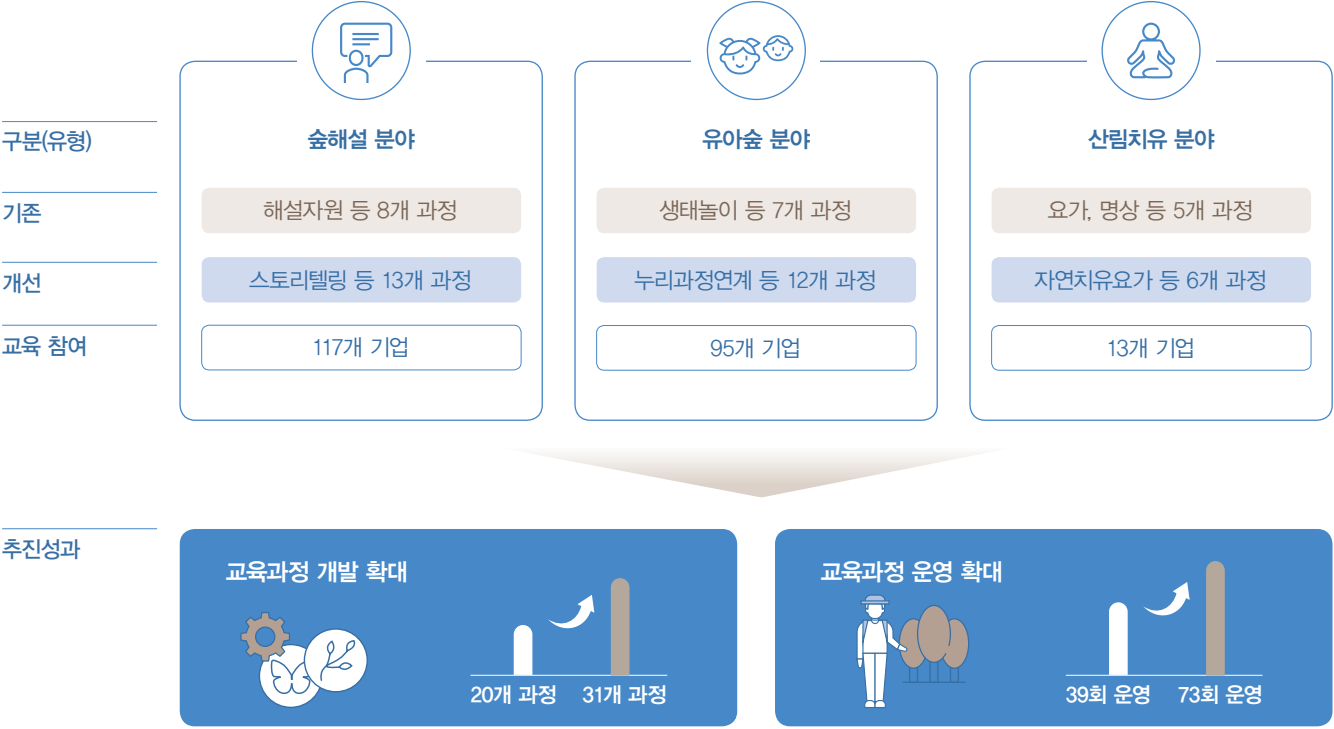 구분(유형)
숲해설 분야
유아숲 분야
산림치유 분야
기존
해설자원 등 8개 과정
생태놀이 등 7개 과정
요가, 명상 등 5개 과정
개선
스토리텔링 등 13개 과정
누리과정연계 등 12개 과정
자연치유요가 등 6개 과정
교육 참여
117개 기업
95개 기업
13개 기업
추진성과
교육과정 개발 확대
20개 과정
31개 과정
교육과정 운영 확대
39회 운영
73회 운영